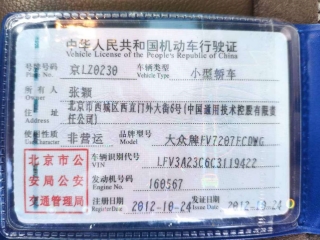 中华人民共和国机动车行驶证
Vehicle License of the People's Republic of China
号牌号码 京LZ0230 车辆类型 小型轿车
Plate No. Vehicle Type
所有人 张颖
Owner
住址 北京市西城区西直门外大街6号(中国通用技术控股有限责
Address 任公司)
使用性质 非营运 品牌型号 大众牌FV7207FCDWG
Use Character Model
北京市公
安局公安
交通管理局
车辆识别代号 LFV3A23C6C3119422
VIN
发动机号码 160567
Engine No.
注册日期 2012-10-24 发证日期 2012-10-24
Register Date Issue Date